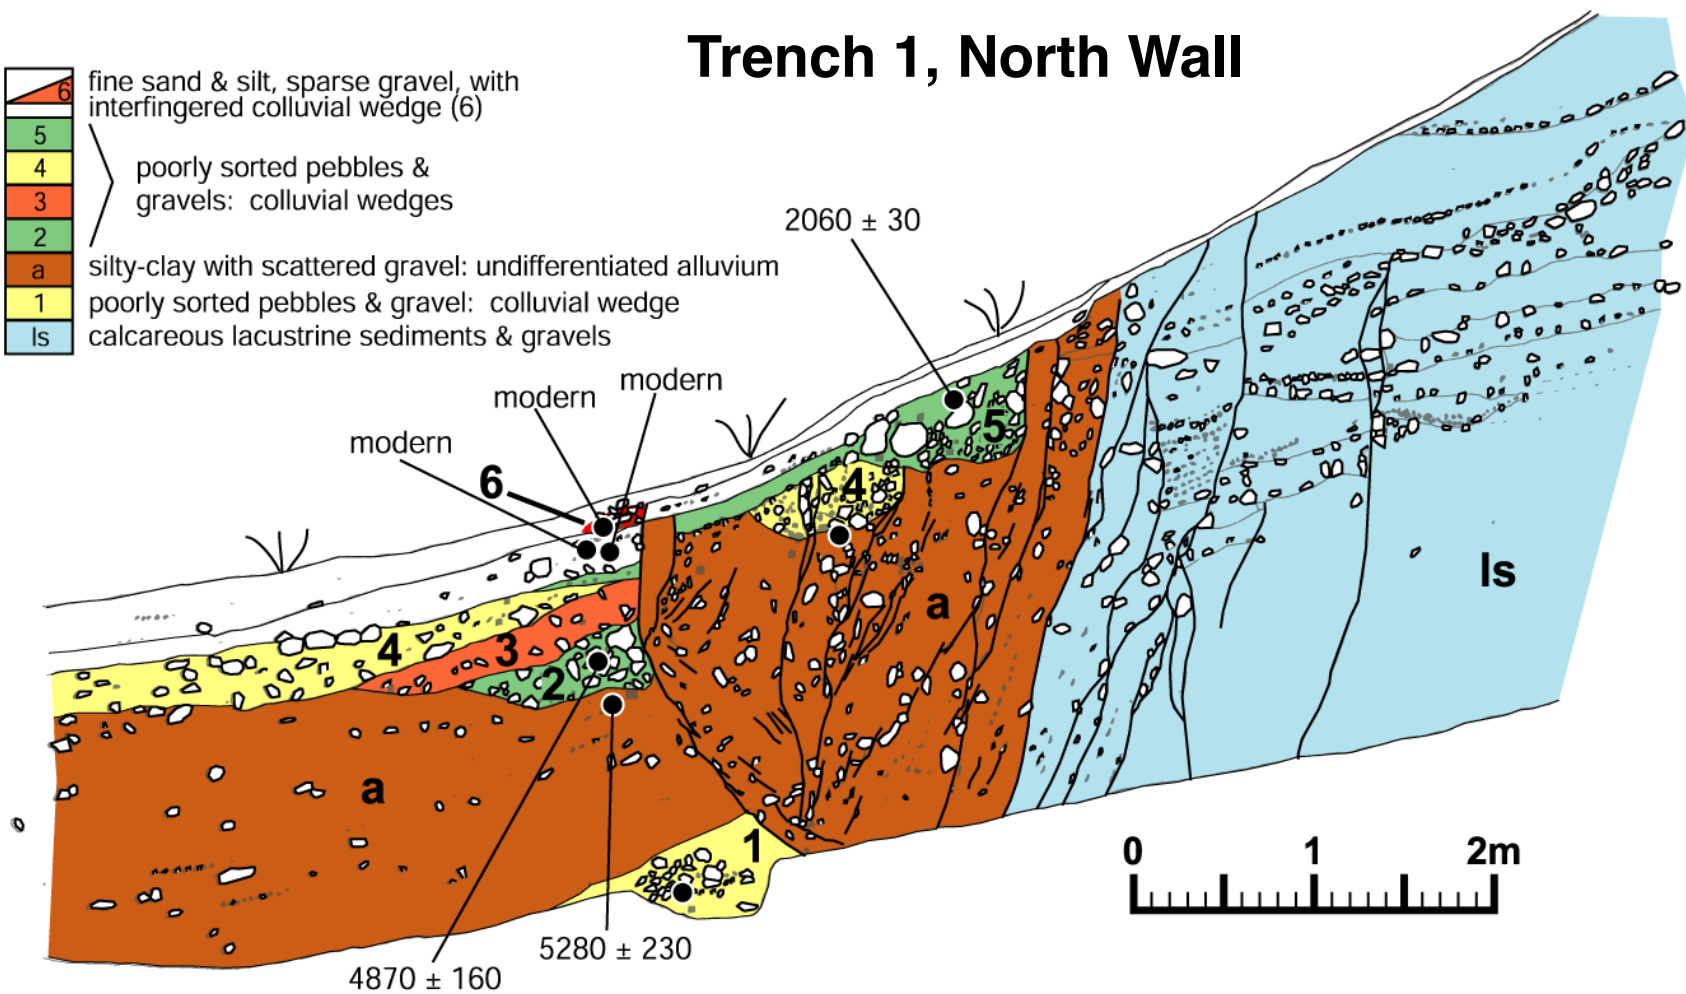 Trench 1, North Wall
6 fine sand & silt, sparse gravel, with
interfingered colluvial wedge (6)
5
4 poorly sorted pebbles &
3 gravels: colluvial wedges
2
a silty-clay with scattered gravel: undifferentiated alluvium
1 poorly sorted pebbles & gravel: colluvial wedge
ls calcareous lacustrine sediments & gravels
2060 ± 30
modern
modern
modern
6
5
4
4
3
2
a
ls
a
1
0 1 2m
5280 ± 230
4870 ± 160